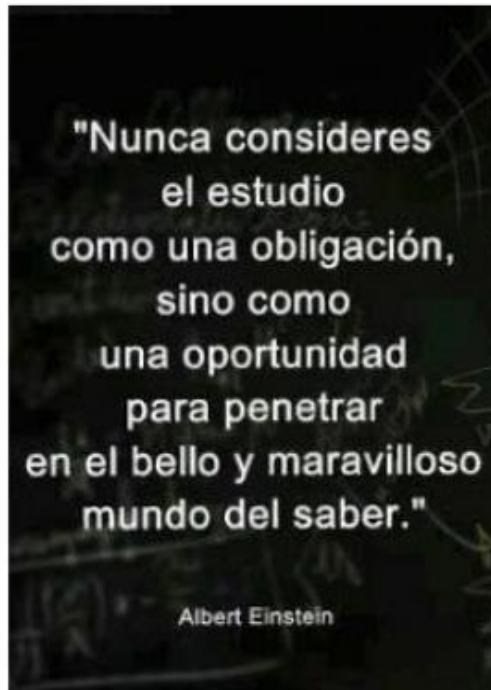 "Nunca consideres
el estudio
como una obligación,
sino como
una oportunidad
para penetrar
en el bello y maravilloso
mundo del saber."
Albert Einstein